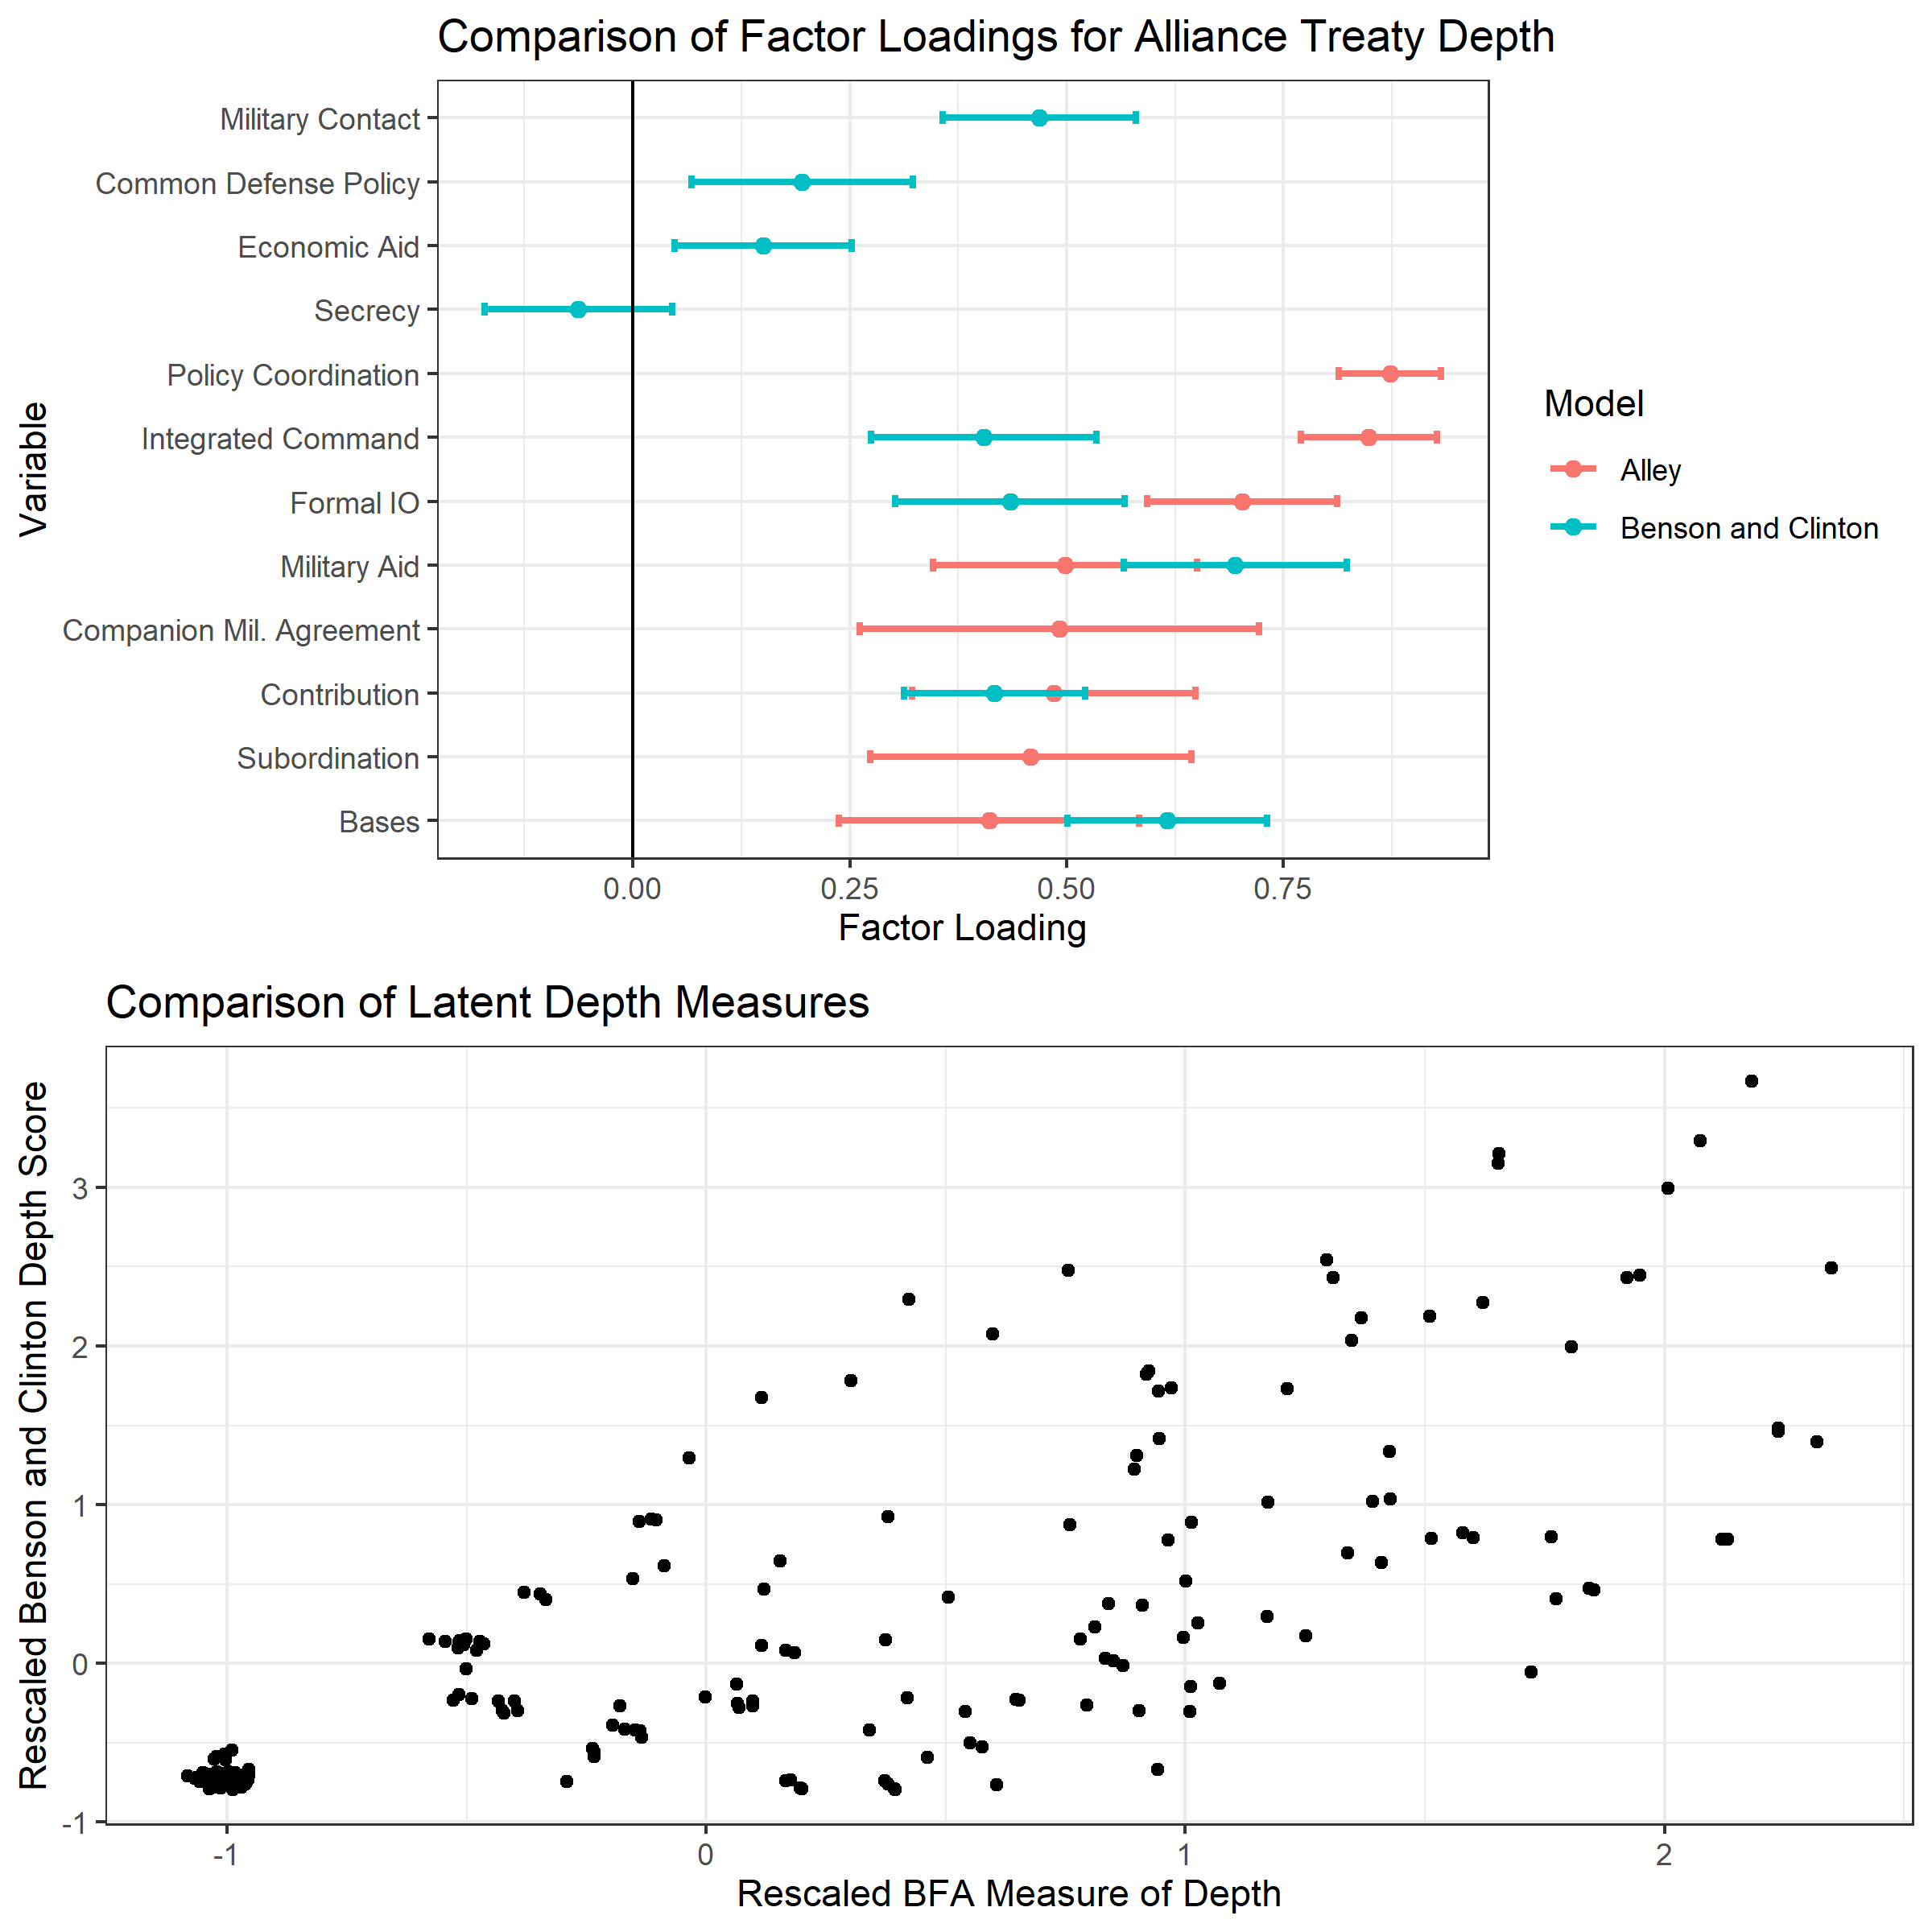 Comparison of Factor Loadings for Alliance Treaty Depth
Variable
Military Contact
Common Defense Policy
Economic Aid
Secrecy
Policy Coordination
Integrated Command
Formal IO
Military Aid
Companion Mil. Agreement
Contribution
Subordination
Bases
0.00 0.25 0.50 0.75
Factor Loading
Model
Alley
Benson and Clinton
Comparison of Latent Depth Measures
Rescaled Benson and Clinton Depth Score
3
2
1
0
-1
-1 0 1 2
Rescaled BFA Measure of Depth